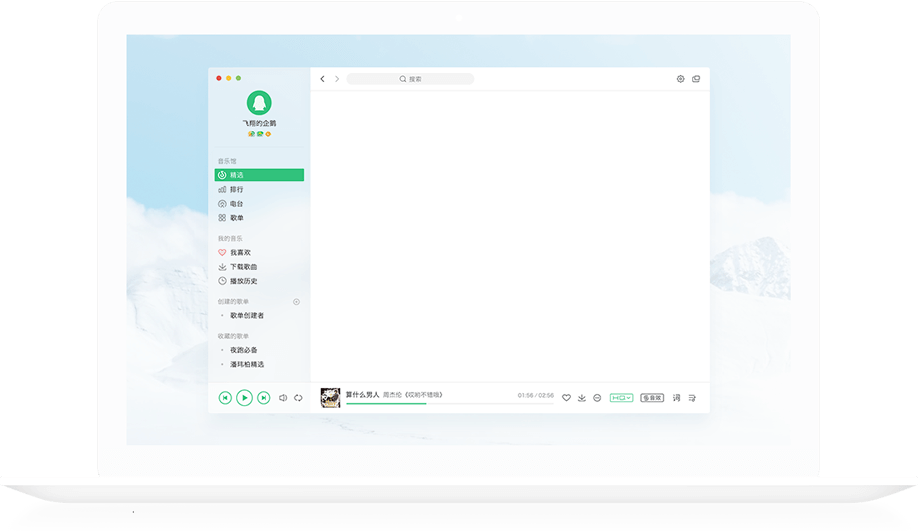 搜索
飞翔的企鹅
音乐馆
精选
排行
电台
歌单
我的音乐
我喜欢
下载歌曲
播放历史
创建的歌单
歌单创建者
收藏的歌单
夜跑必备
潘玮柏精选
算什么男人 周杰伦《哎哟不错哦》
01:56 / 02:56
HQ
音效
词